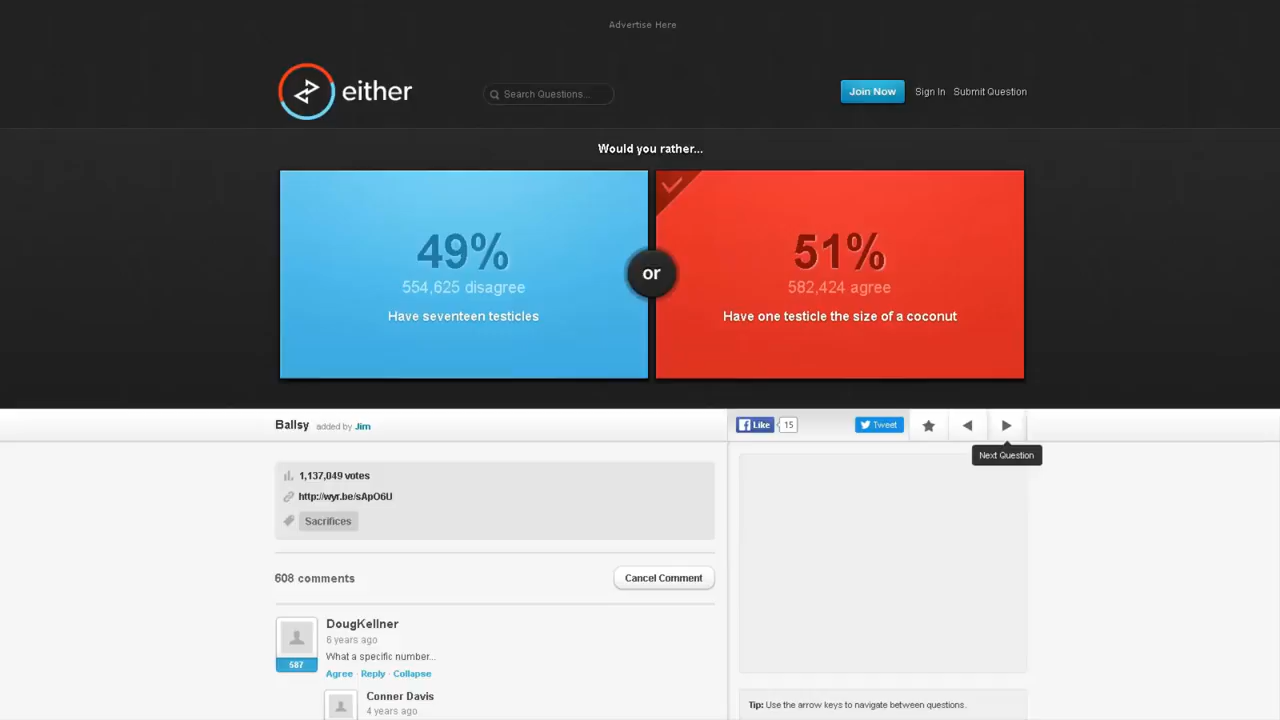 Advertise Here
either
Search Questions...
Join Now
Sign In
Submit Question
Would you rather...
49%
554,625 disagree
Have seventeen testicles
or
51%
582,424 agree
Have one testicle the size of a coconut
Ballsy added by Jim
Like 15
Tweet
Next Question
1,137,049 votes
http://wyr.be/sApO6U
Sacrifices
608 comments
Cancel Comment
DougKellner
6 years ago
What a specific number...
587
Agree · Reply · Collapse
Conner Davis
4 years ago
Tip: Use the arrow keys to navigate between questions.